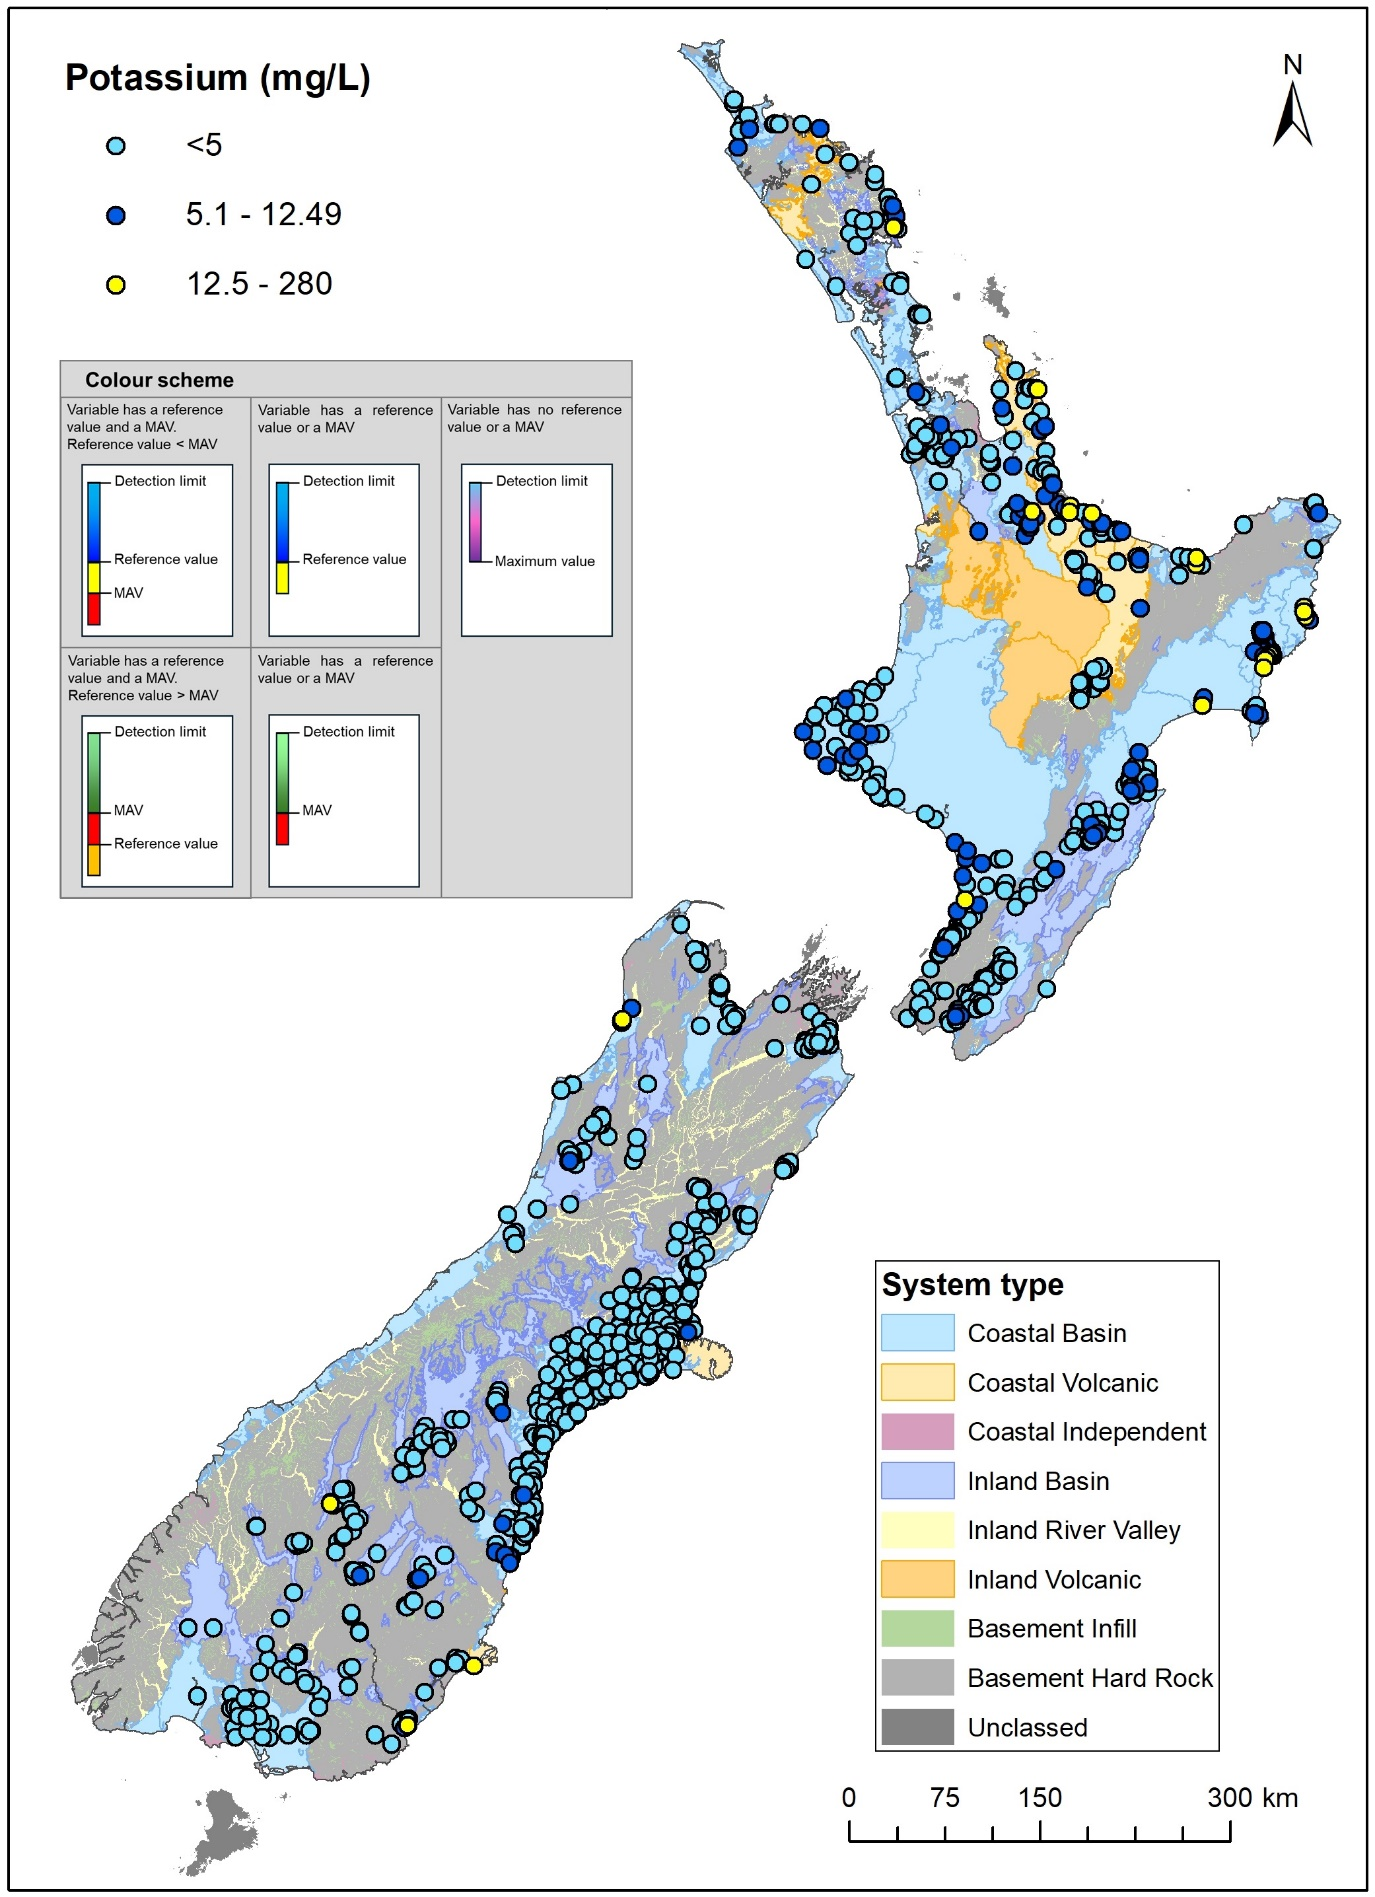 Potassium (mg/L)
<5
5.1 - 12.49
12.5 - 280
N
Colour scheme
Variable has a reference
value and a MAV.
Reference value < MAV
Detection limit
Reference value
MAV
Variable has a reference
value or a MAV
Detection limit
Reference value
Variable has no reference
value or a MAV
Detection limit
Maximum value
Variable has a reference
value and a MAV.
Reference value > MAV
Detection limit
MAV
Reference value
Variable has a reference
value or a MAV
Detection limit
MAV
System type
Coastal Basin
Coastal Volcanic
Coastal Independent
Inland Basin
Inland River Valley
Inland Volcanic
Basement Infill
Basement Hard Rock
Unclassed
0 75 150 300 km